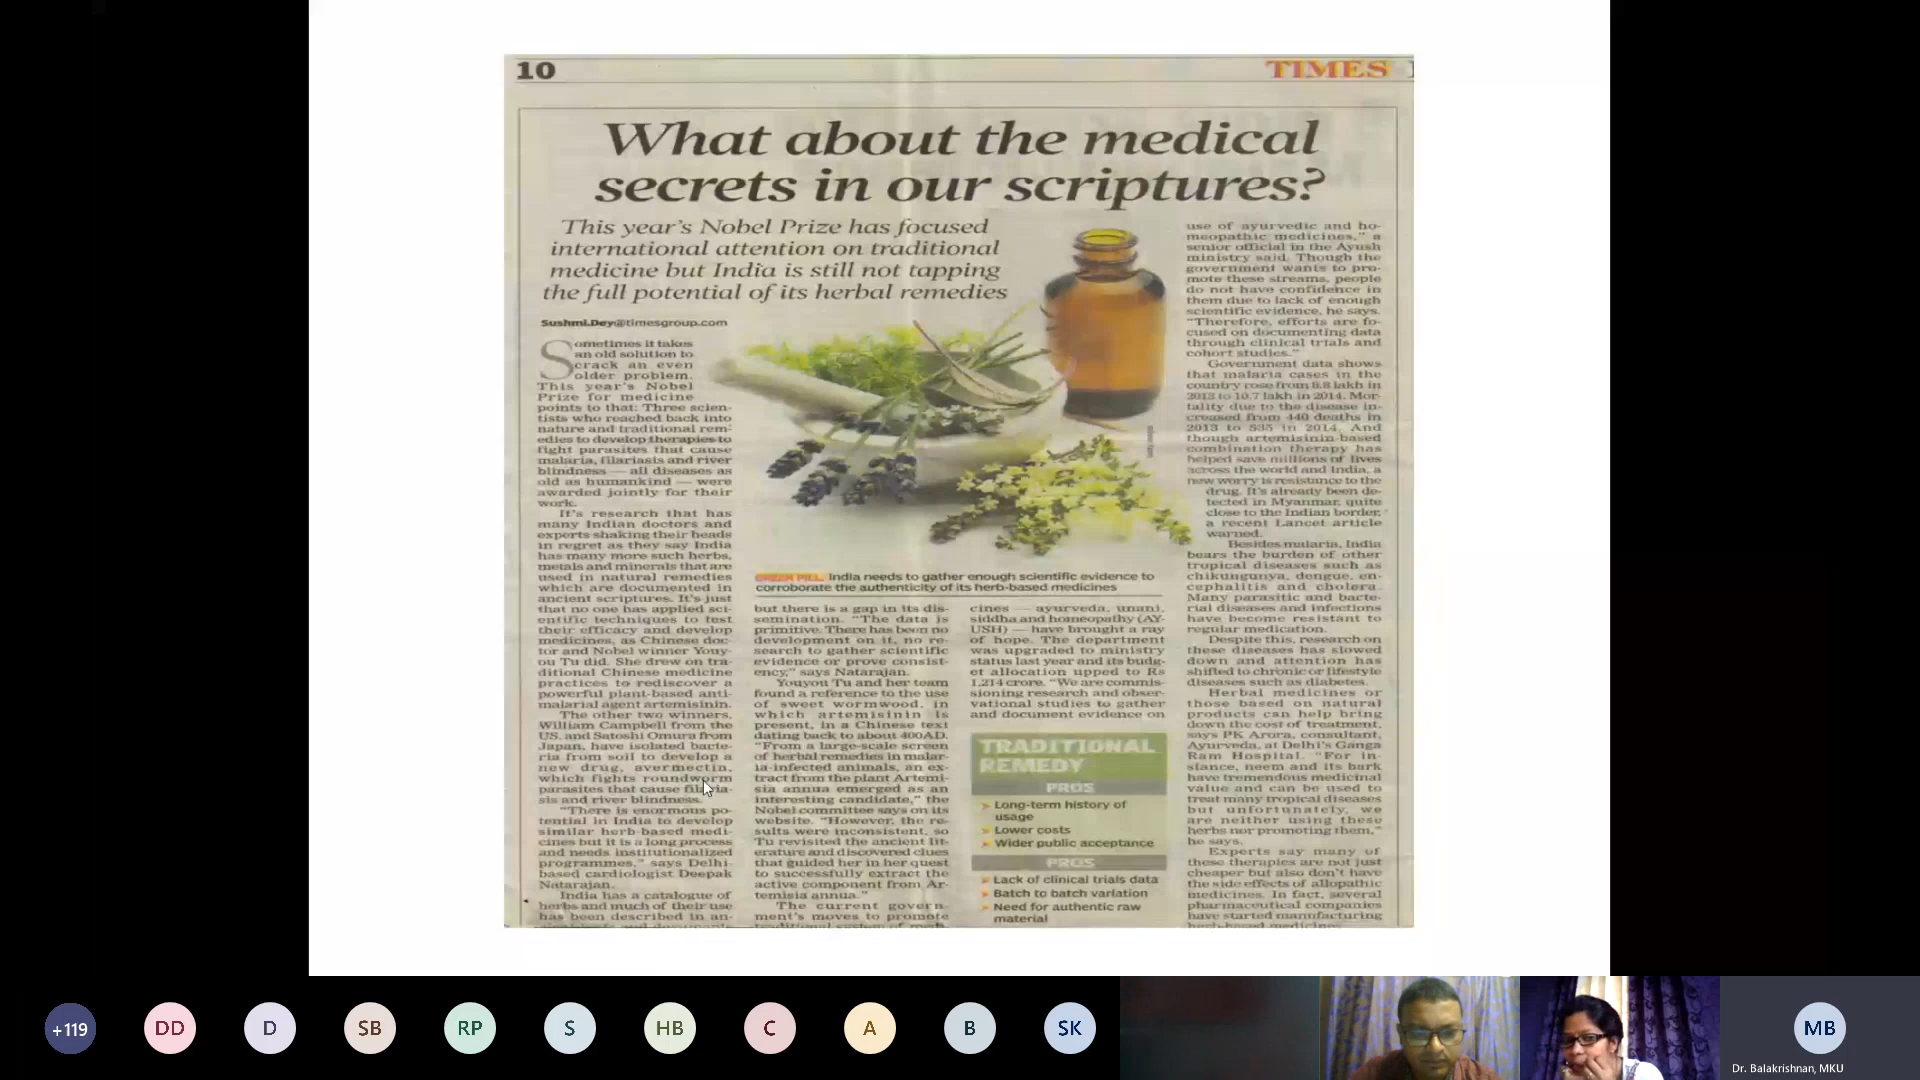 10
TIMES
What about the medical
secrets in our scriptures?
This year's Nobel Prize has focused
international attention on traditional
medicine but India is still not tapping
the full potential of its herbal remedies
Sushmi.Dey@timesgroup.com
Sometimes it takes
an old solution to
crack an even
older problem.
This year's Nobel
Prize for medicine
points to that: Three scien-
tists who reached back into
nature and traditional rem-
edies to develop therapies to
fight parasites that cause
malaria, filariasis and river
blindness — all diseases as
old as humankind — were
awarded jointly for their
work.
It's research that has
many Indian doctors and
experts shaking their heads
in regret as they say India
has many more such herbs,
metals and minerals that are
used in natural remedies
which are documented in
ancient scriptures. It's just
that no one has applied sci-
entific techniques to test
their efficacy and develop
medicines, as Chinese doc-
tor and Nobel winner Youy-
ou Tu did. She drew on tra-
ditional Chinese medicine
practices to rediscover a
powerful plant-based anti-
malarial agent artemisinin.
The other two winners,
William Campbell from the
US, and Satoshi Omura from
Japan, have isolated bacte-
ria from soil to develop a
new drug, avermectin,
which fights roundworm
parasites that cause filaria-
sis and river blindness.
"There is enormous po-
tential in India to develop
similar herb-based medi-
cines but it is a long process
and needs institutionalized
programmes," says Delhi-
based cardiologist Deepak
Natarajan.
India has a catalogue of
herbs and much of their use
has been described in an-
GREEN PILL India needs to gather enough scientific evidence to
corroborate the authenticity of its herb-based medicines
but there is a gap in its dis-
semination. "The data is
primitive. There has been no
development on it, no re-
search to gather scientific
evidence or prove consist-
ency," says Natarajan.
Youyou Tu and her team
found a reference to the use
of sweet wormwood, in
which artemisinin is
present, in a Chinese text
dating back to about 400AD.
"From a large-scale screen
of herbal remedies in malar-
ia-infected animals, an ex-
tract from the plant Artemi-
sia annua emerged as an
interesting candidate," the
Nobel committee says on its
website. "However, the re-
sults were inconsistent, so
Tu revisited the ancient lit-
erature and discovered clues
that guided her in her quest
to successfully extract the
active component from Ar-
temisia annua."
The current govern-
ment's moves to promote
cines — ayurveda, unani,
siddha and homeopathy (AY-
USH) — have brought a ray
of hope. The department
was upgraded to ministry
status last year and its budg-
et allocation upped to Rs
1,214 crore. "We are commis-
sioning research and obser-
vational studies to gather
and document evidence on
TRADITIONAL
REMEDY
PROS
Long-term history of
usage
Lower costs
Wider public acceptance
PROS
Lack of clinical trials data
Batch to batch variation
Need for authentic raw
material
use of ayurvedic and ho-
meopathic medicines," a
senior official in the Ayush
ministry said. Though the
government wants to pro-
mote these streams, people
do not have confidence in
them due to lack of enough
scientific evidence, he says.
"Therefore, efforts are fo-
cused on documenting data
through clinical trials and
cohort studies."
Government data shows
that malaria cases in the
country rose from 8.8 lakh in
2013 to 10.7 lakh in 2014. Mor-
tality due to the disease in-
creased from 440 deaths in
2013 to 535 in 2014. And
though artemisinin-based
combination therapy has
helped save millions of lives
across the world and India, a
new worry is resistance to the
drug. It's already been de-
tected in Myanmar, quite
close to the Indian border,
a recent Lancet article
warned.
Besides malaria, India
bears the burden of other
tropical diseases such as
chikungunya, dengue, en-
cephalitis and cholera.
Many parasitic and bacte-
rial diseases and infections
have become resistant to
regular medication.
Despite this, research on
these diseases has slowed
down and attention has
shifted to chronic or lifestyle
diseases such as diabetes.
Herbal medicines or
those based on natural
products can help bring
down the cost of treatment,
says PK Arora, consultant,
Ayurveda, at Delhi's Ganga
Ram Hospital. "For in-
stance, neem and its bark
have tremendous medicinal
value and can be used to
treat many tropical diseases
but unfortunately, we
are neither using these
herbs nor promoting them,"
he says.
Experts say many of
these therapies are not just
cheaper but also don't have
the side effects of allopathic
medicines. In fact, several
pharmaceutical companies
have started manufacturing
herb-based medicines
+119
DD
D
SB
RP
S
HB
C
A
B
SK
MB
Dr. Balakrishnan, MKU